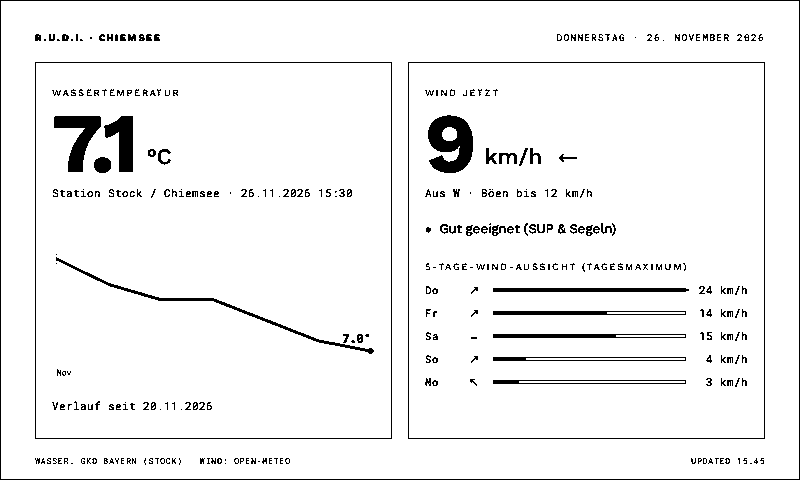 R.U.D.I. · CHIEMSEE
DONNERSTAG · 26. NOVEMBER 2026
WASSERTEMPERATUR
7.1 °C
Station Stock / Chiemsee · 26.11.2026 15:30
7.0°
Nov
Verlauf seit 20.11.2026
WIND JETZT
9 km/h ←
Aus W · Böen bis 12 km/h
• Gut geeignet (SUP & Segeln)
5-TAGE-WIND-AUSSICHT (TAGESMAXIMUM)
Do ↗ 24 km/h
Fr ↗ 14 km/h
Sa – 15 km/h
So ↗ 4 km/h
Mo ↖ 3 km/h
WASSER: GKD BAYERN (STOCK) WIND: OPEN-METEO
UPDATED 15:45